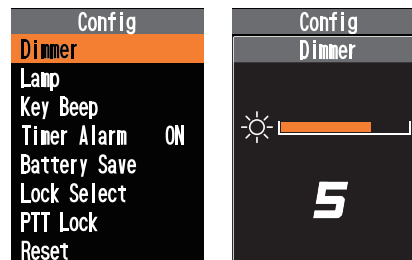 Config
Dimmer
Lamp
Key Beep
Timer Alarm ON
Battery Save
Lock Select
PTT Lock
Reset
Config
Dimmer
5